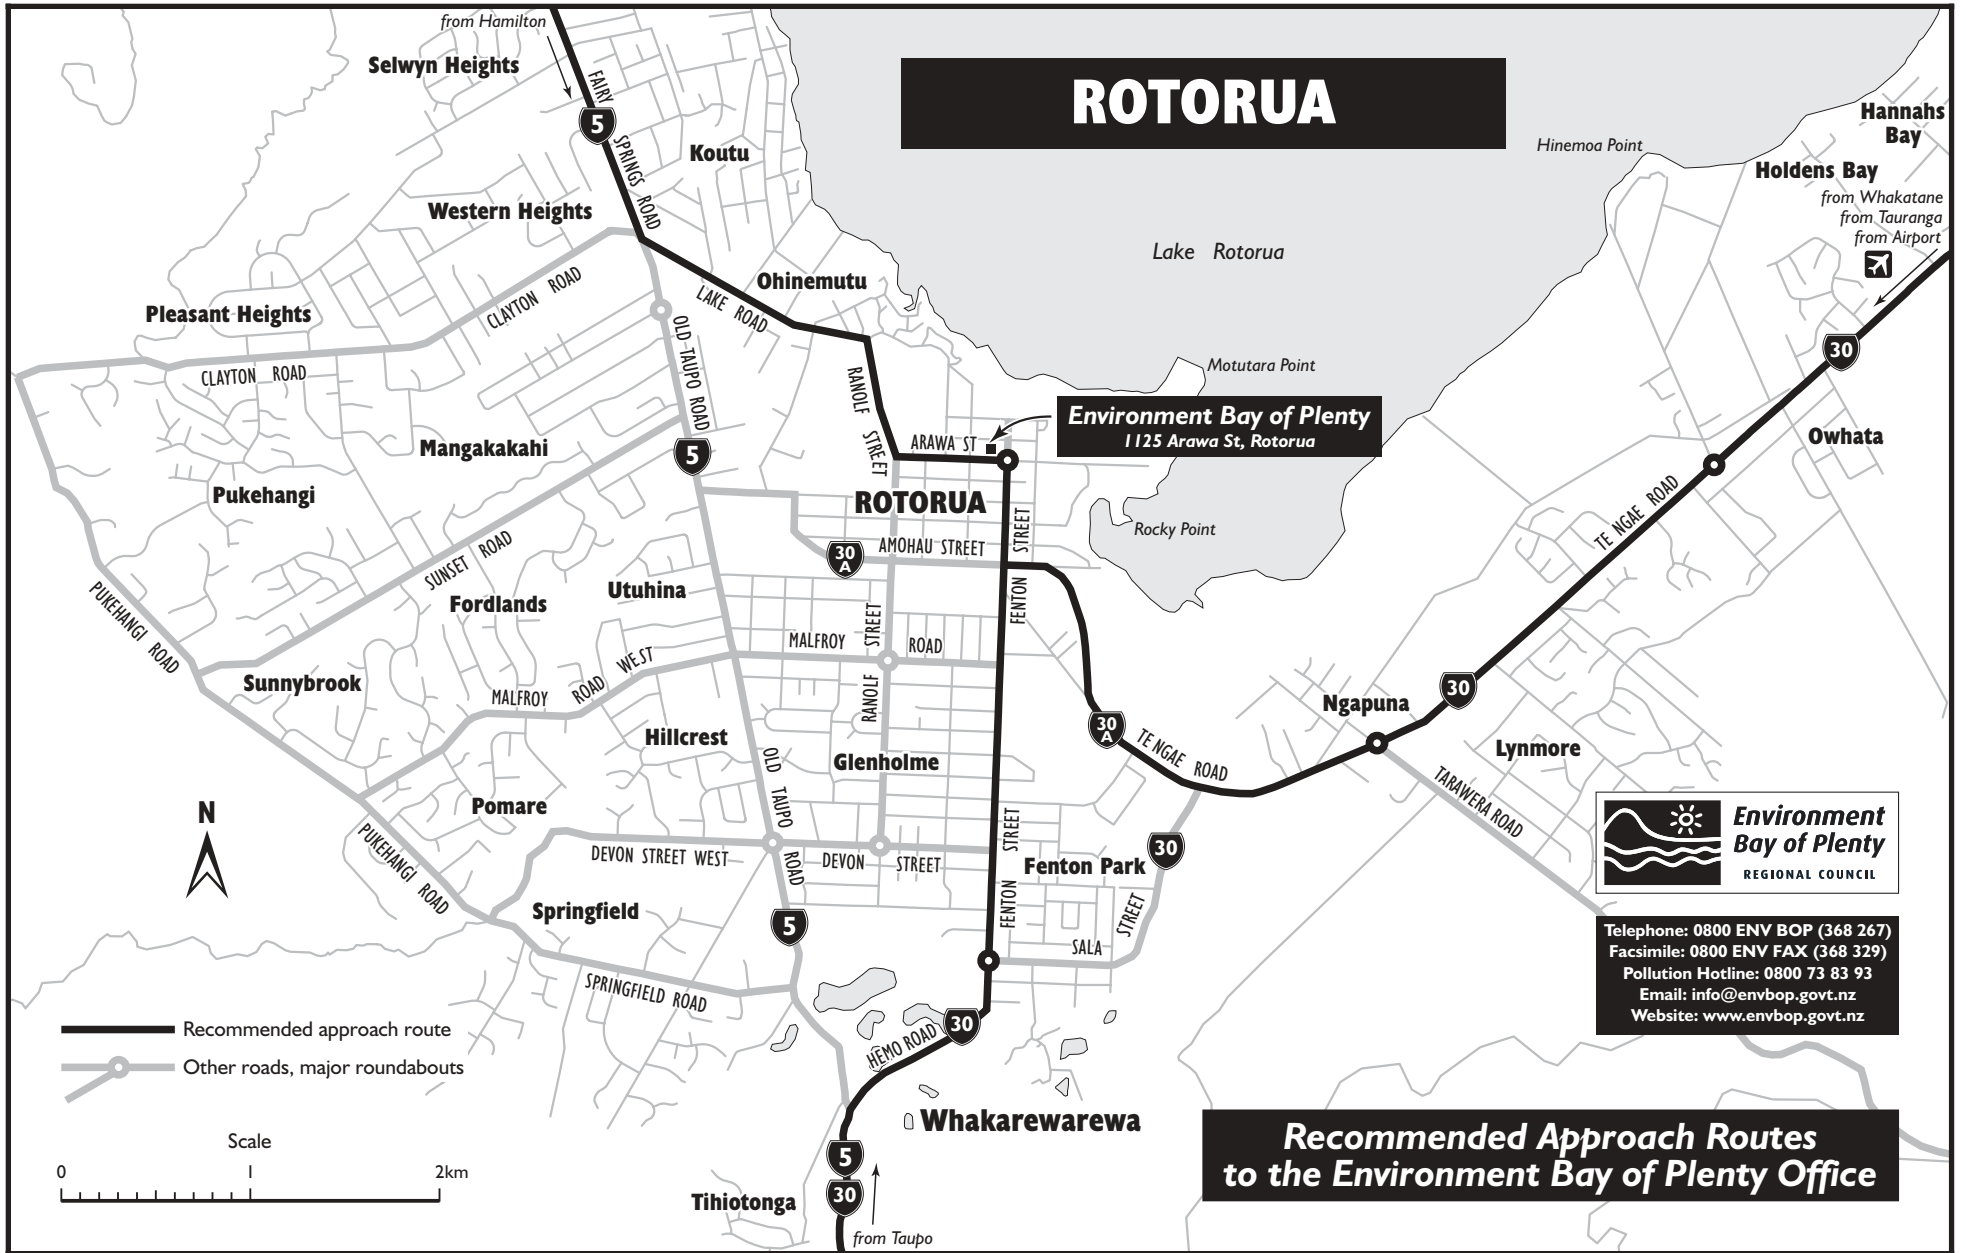 from Hamilton
Selwyn Heights
FAIRY SPRINGS ROAD
5
ROTORUA
Koutu
Hinemoa Point
Hannahs
Bay
Holdens Bay
from Whakatane
from Tauranga
from Airport
Western Heights
Lake Rotorua
Ohinemutu
CLAYTON ROAD
LAKE ROAD
Pleasant Heights
OLD TAUPO ROAD
30
CLAYTON ROAD
RANOLF STREET
Motutara Point
Environment Bay of Plenty
1125 Arawa St, Rotorua
ARAWA ST
Mangakakahi
5
Owhata
Pukehangi
ROTORUA
Rocky Point
TE NGAE ROAD
SUNSET ROAD
STREET
AMOHAU STREET
30
A
Utuhina
Fordlands
FENTON
PUKEHANGI ROAD
STREET
MALFROY ROAD
MALFROY ROAD WEST
Sunnybrook
RANOLF
Ngapuna
30
30
A
Hillcrest
Glenholme
TE NGAE ROAD
Lynmore
TARAWERA ROAD
OLD TAUPO ROAD
Pomare
N
PUKEHANGI ROAD
DEVON STREET WEST
DEVON STREET
STREET
Fenton Park
30
FENTON
Springfield
5
STREET
SALA
SPRINGFIELD ROAD
Environment
Bay of Plenty
REGIONAL COUNCIL
Telephone: 0800 ENV BOP (368 267)
Facsimile: 0800 ENV FAX (368 329)
Pollution Hotline: 0800 73 83 93
Email: info@envbop.govt.nz
Website: www.envbop.govt.nz
Recommended approach route
Other roads, major roundabouts
HEMO ROAD
30
Whakarewarewa
Scale
0 1 2km
5
30
Tihiotonga
from Taupo
Recommended Approach Routes
to the Environment Bay of Plenty Office